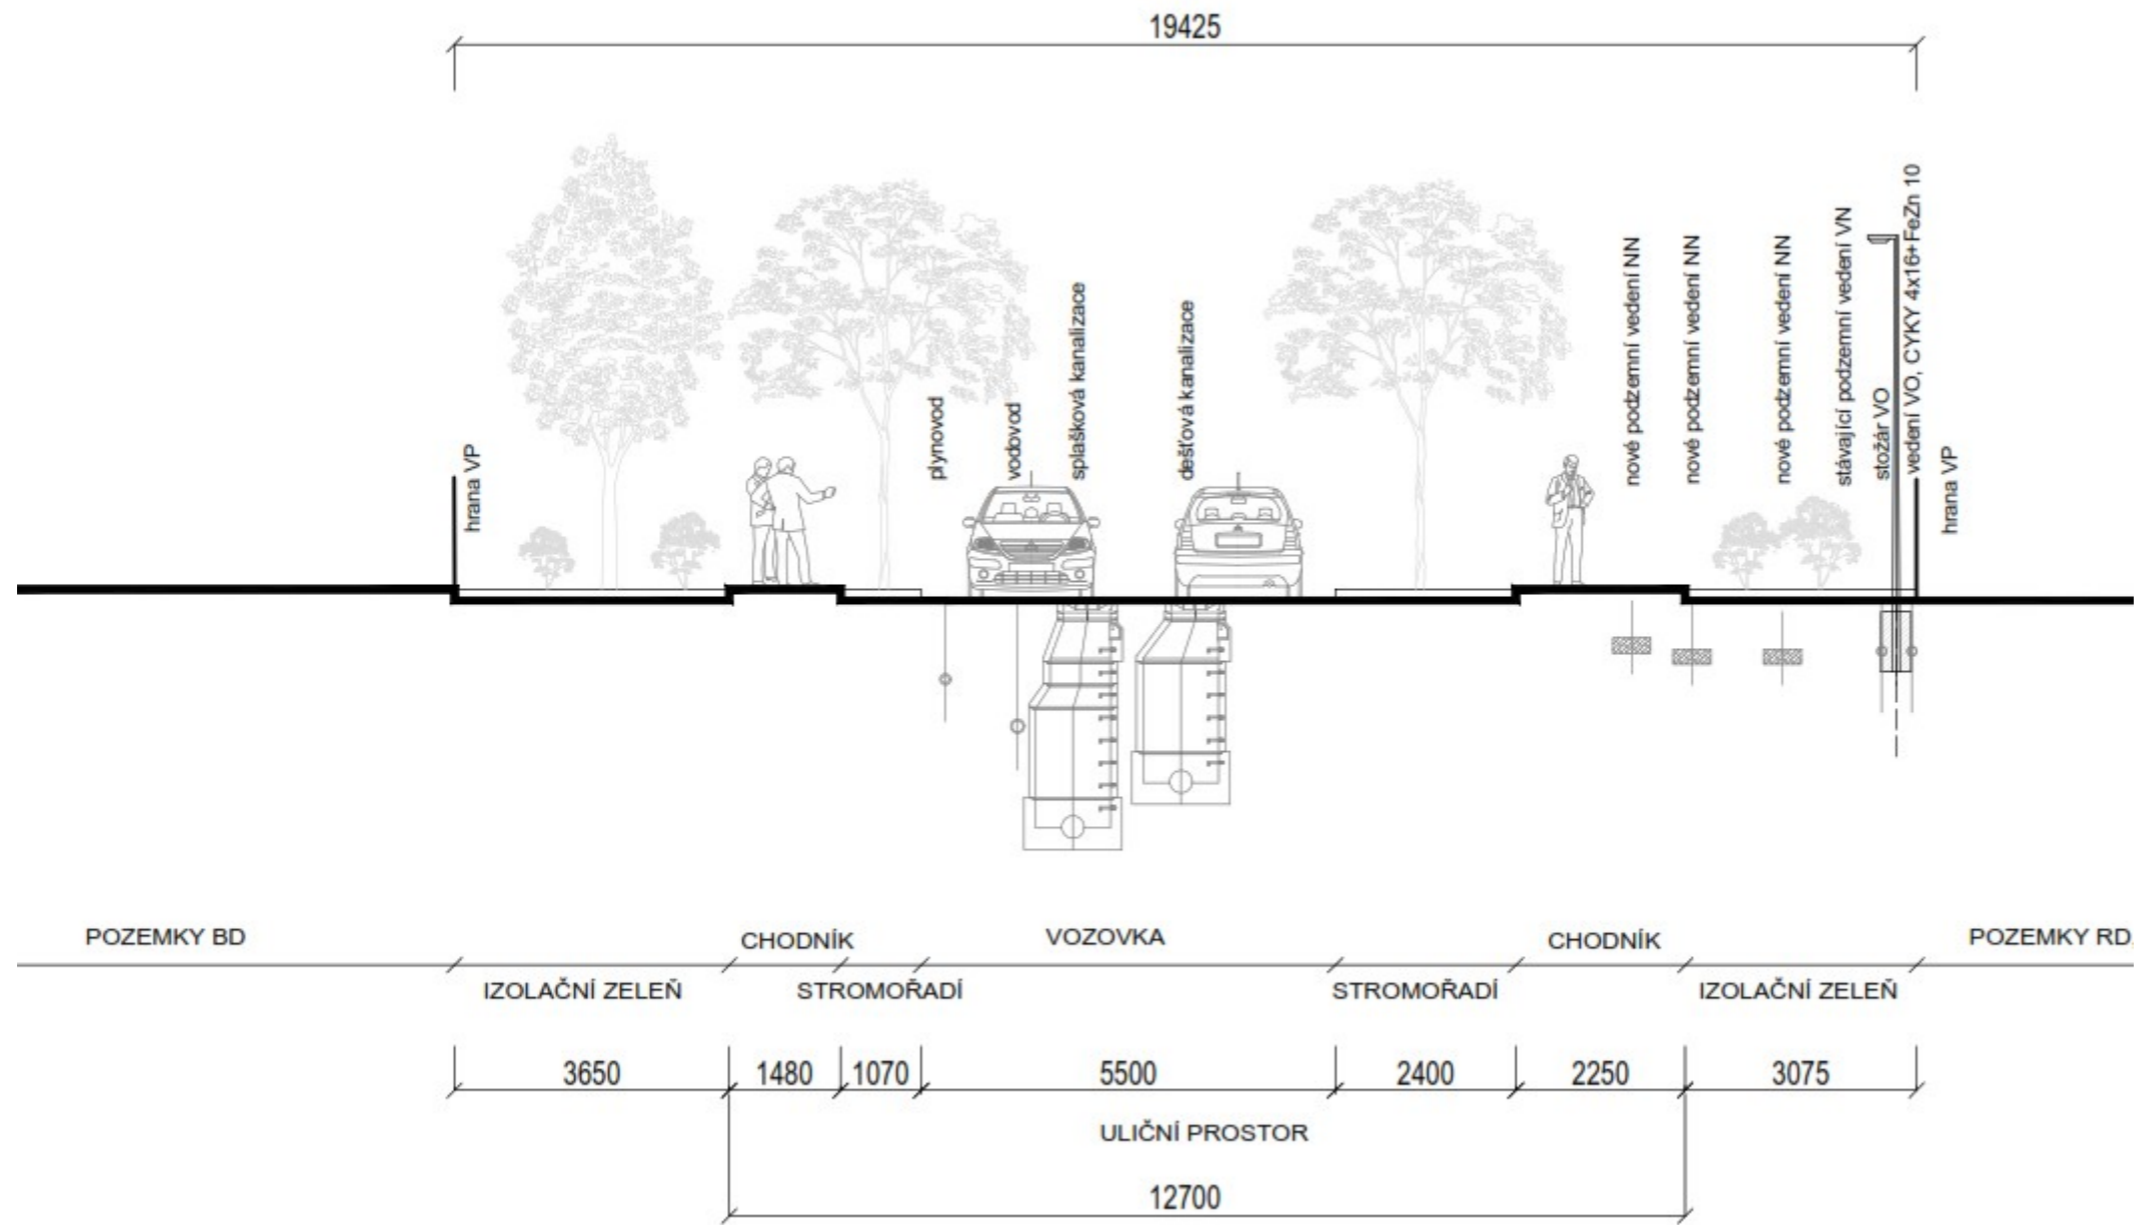 19425
hrana VP
plynovod
vodovod
splašková kanalizace
dešťová kanalizace
nové podzemní vedení NN
nové podzemní vedení NN
nové podzemní vedení NN
stávající podzemní vedení VN
stožár VO
vedení VO, CYKY 4x16+FeZn 10
hrana VP
POZEMKY BD
CHODNÍK
VOZOVKA
CHODNÍK
POZEMKY RD
IZOLAČNÍ ZELEŇ
STROMOŘADÍ
STROMOŘADÍ
IZOLAČNÍ ZELEŇ
3650
1480
1070
5500
2400
2250
3075
ULIČNÍ PROSTOR
12700